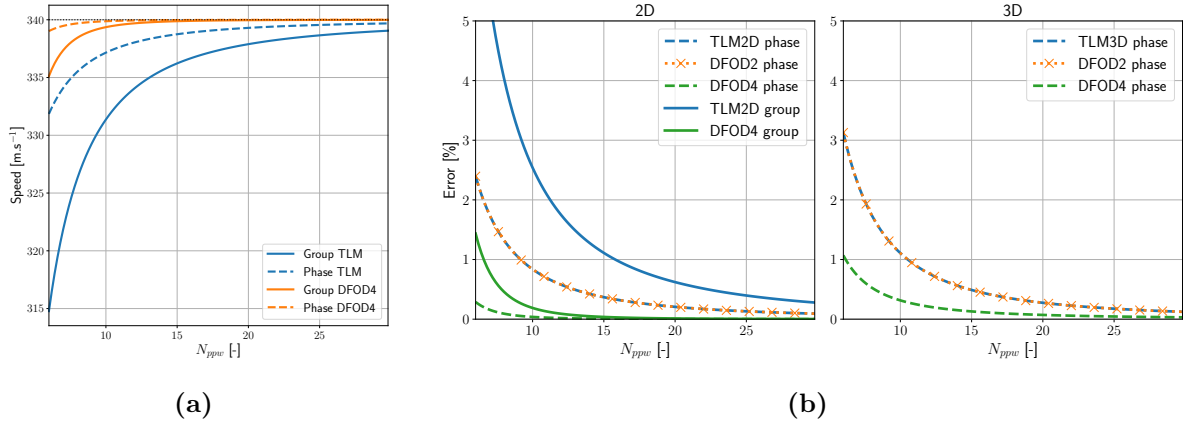 340
335
330
325
320
315
Speed [m.s⁻¹]
Group TLM
Phase TLM
Group DFOD4
Phase DFOD4
10 15 20 25
N_ppw [-]
(a)
2D
5
4
3
2
1
0
Error [%]
TLM2D phase
DFOD2 phase
DFOD4 phase
TLM2D group
DFOD4 group
10 15 20 25
N_ppw [-]
3D
5
4
3
2
1
0
TLM3D phase
DFOD2 phase
DFOD4 phase
10 15 20 25
N_ppw [-]
(b)